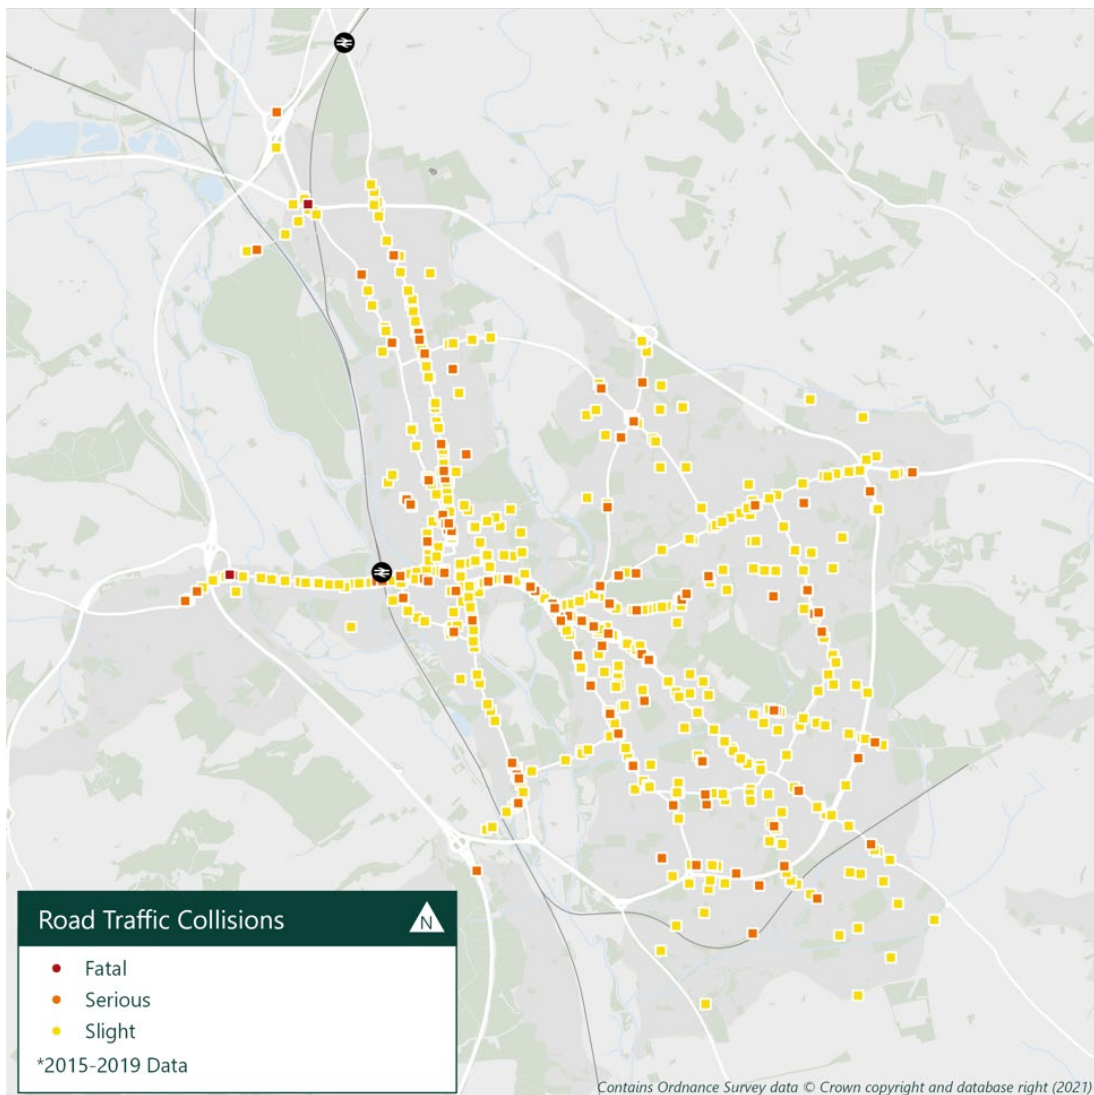 Road Traffic Collisions
N
Fatal
Serious
Slight
*2015-2019 Data
Contains Ordnance Survey data © Crown copyright and database right (2021)